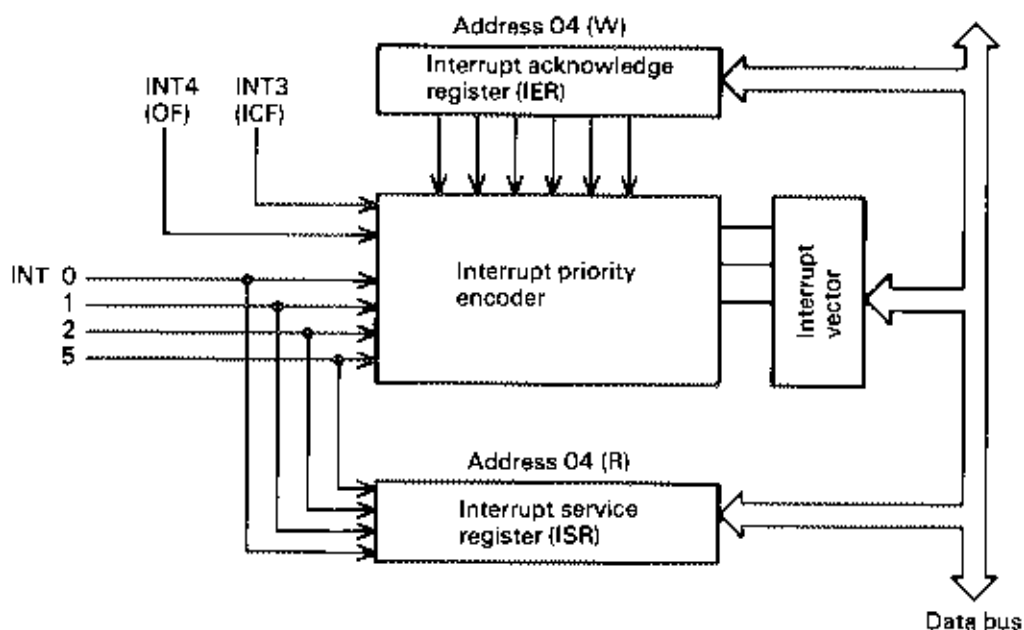 Address 04 (W)
Interrupt acknowledge
register (IER)
INT4
(OF)
INT3
(ICF)
INT 0
1
2
5
Interrupt priority
encoder
Interrupt
vector
Address 04 (R)
Interrupt service
register (ISR)
Data bus